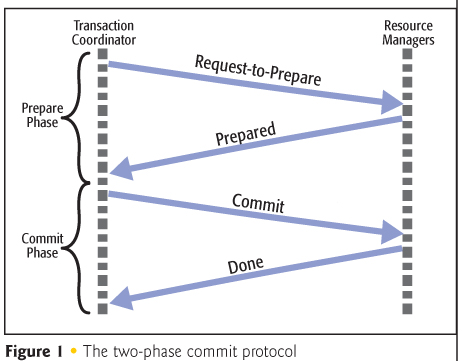 Transaction
Coordinator
Resource
Managers
Request-to-Prepare
Prepare
Phase
Prepared
Commit
Commit
Phase
Done
Figure 1 • The two-phase commit protocol